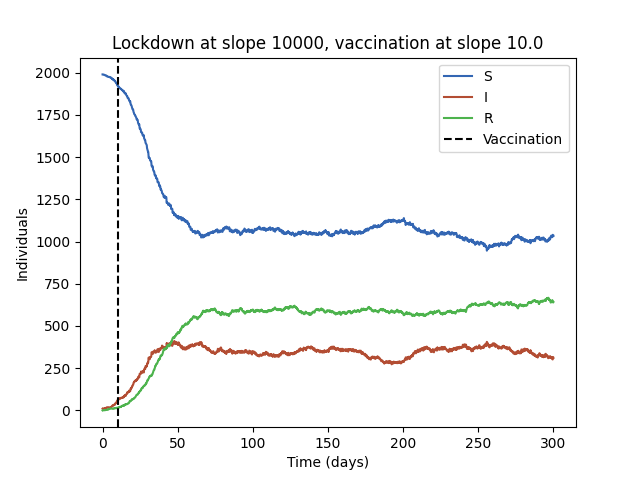 Lockdown at slope 10000, vaccination at slope 10.0
2000
1750
1500
1250
1000
750
500
250
0
Individuals
S
I
R
Vaccination
0 50 100 150 200 250 300
Time (days)